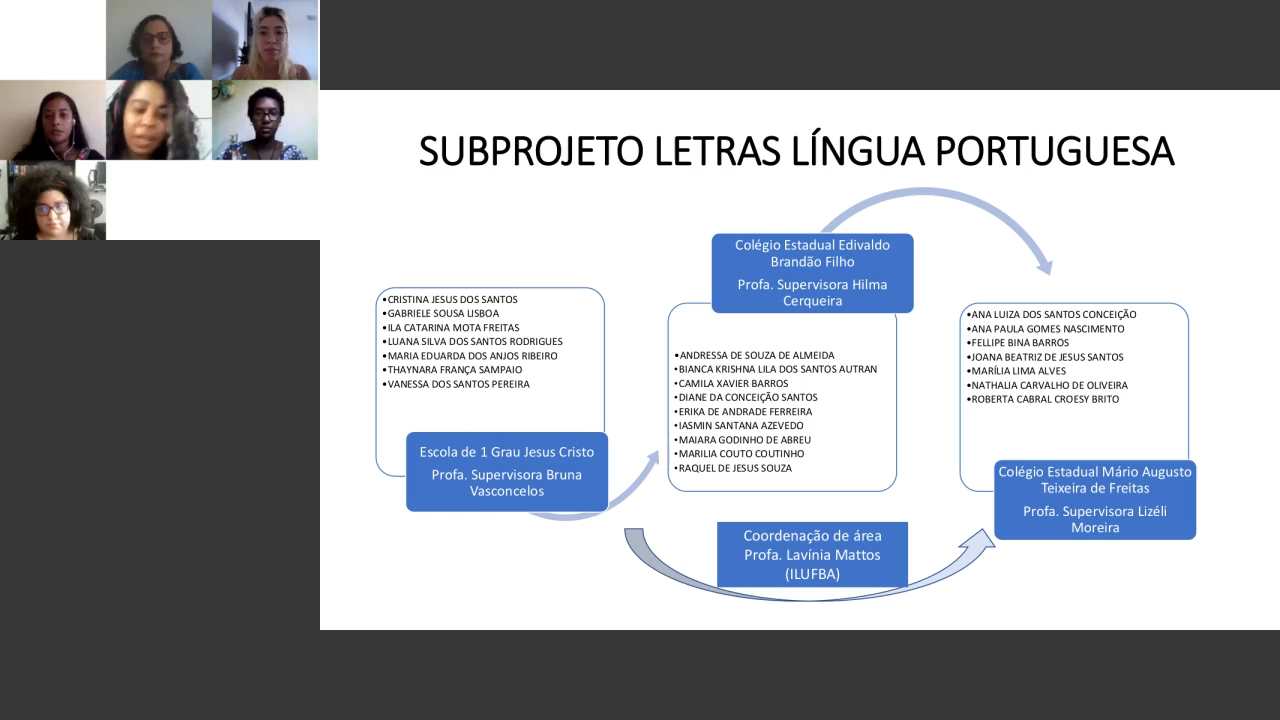 SUBPROJETO LETRAS LÍNGUA PORTUGUESA
•CRISTINA JESUS DOS SANTOS
•GABRIELE SOUSA LISBOA
•ILA CATARINA MOTA FREITAS
•LUANA SILVA DOS SANTOS RODRIGUES
•MARIA EDUARDA DOS ANJOS RIBEIRO
•THAYNARA FRANÇA SAMPAIO
•VANESSA DOS SANTOS PEREIRA
Escola de 1 Grau Jesus Cristo
Profa. Supervisora Bruna
Vasconcelos
Colégio Estadual Edivaldo
Brandão Filho
Profa. Supervisora Hilma
Cerqueira
•ANDRESSA DE SOUZA DE ALMEIDA
•BIANCA KRISHNA LILA DOS SANTOS AUTRAN
•CAMILA XAVIER BARROS
•DIANE DA CONCEIÇÃO SANTOS
•ERIKA DE ANDRADE FERREIRA
•IASMIN SANTANA AZEVEDO
•MAIARA GODINHO DE ABREU
•MARILIA COUTO COUTINHO
•RAQUEL DE JESUS SOUZA
•ANA LUIZA DOS SANTOS CONCEIÇÃO
•ANA PAULA GOMES NASCIMENTO
•FELLIPE BINA BARROS
•JOANA BEATRIZ DE JESUS SANTOS
•MARÍLIA LIMA ALVES
•NATHALIA CARVALHO DE OLIVEIRA
•ROBERTA CABRAL CROESY BRITO
Colégio Estadual Mário Augusto
Teixeira de Freitas
Profa. Supervisora Lizéli
Moreira
Coordenação de área
Profa. Lavínia Mattos
(ILUFBA)